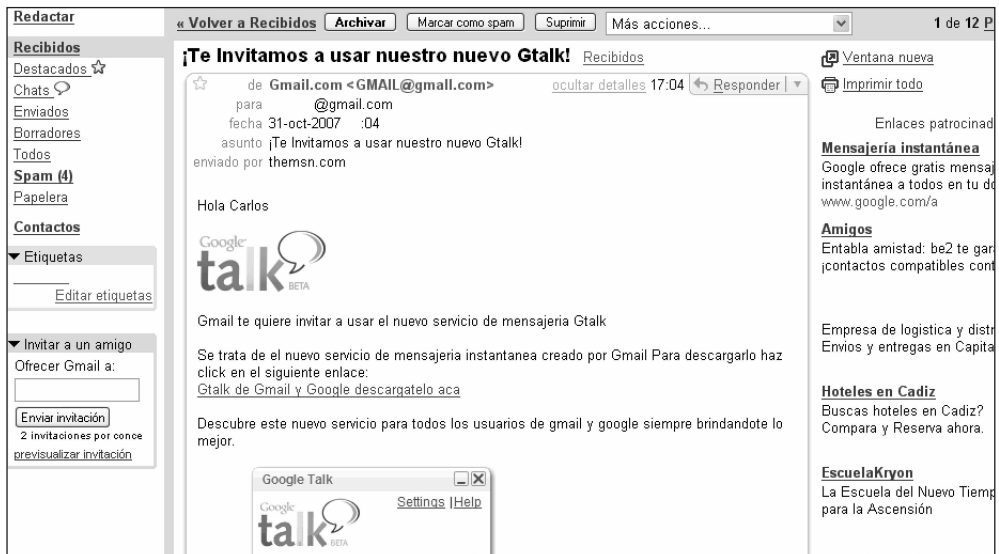 Redactar
« Volver a Recibidos Archivar Marcar como spam Suprimir Más acciones... 1 de 12 P
Recibidos
Destacados
Chats
Enviados
Borradores
Todos
Spam (4)
Papelera
Contactos
Etiquetas
Editar etiquetas
Invitar a un amigo
Ofrecer Gmail a:
Enviar invitación
2 invitaciones por conce
previsualizar invitación
¡Te Invitamos a usar nuestro nuevo Gtalk! Recibidos
de Gmail.com <GMAIL@gmall.com> ocultar detalles 17:04 Responder
para @gmail.com
fecha 31-oct-2007 :04
asunto ¡Te Invitamos a usar nuestro nuevo Gtalk!
enviado por themsn.com
Hola Carlos
Google
talk
BETA
Gmail te quiere invitar a usar el nuevo servicio de mensajeria Gtalk
Se trata de el nuevo servicio de mensajeria instantanea creado por Gmail Para descargarlo haz
click en el siguiente enlace:
Gtalk de Gmail y Google descargatelo aca
Descubre este nuevo servicio para todos los usuarios de gmail y google siempre brindandote lo
mejor.
Google Talk
Settings | Help
Google
talk
BETA
Ventana nueva
Imprimir todo
Enlaces patrocinad
Mensajería instantánea
Google ofrece gratis mensaj
instantánea a todos en tu do
www.google.com/a
Amigos
Entabla amistad: be2 te gar
¡contactos compatibles cont
Empresa de logistica y distr
Envios y entregas en Capita
Hoteles en Cadiz
Buscas hoteles en Cadiz?
Compara y Reserva ahora.
EscuelaKryon
La Escuela del Nuevo Tiemp
para la Ascensión